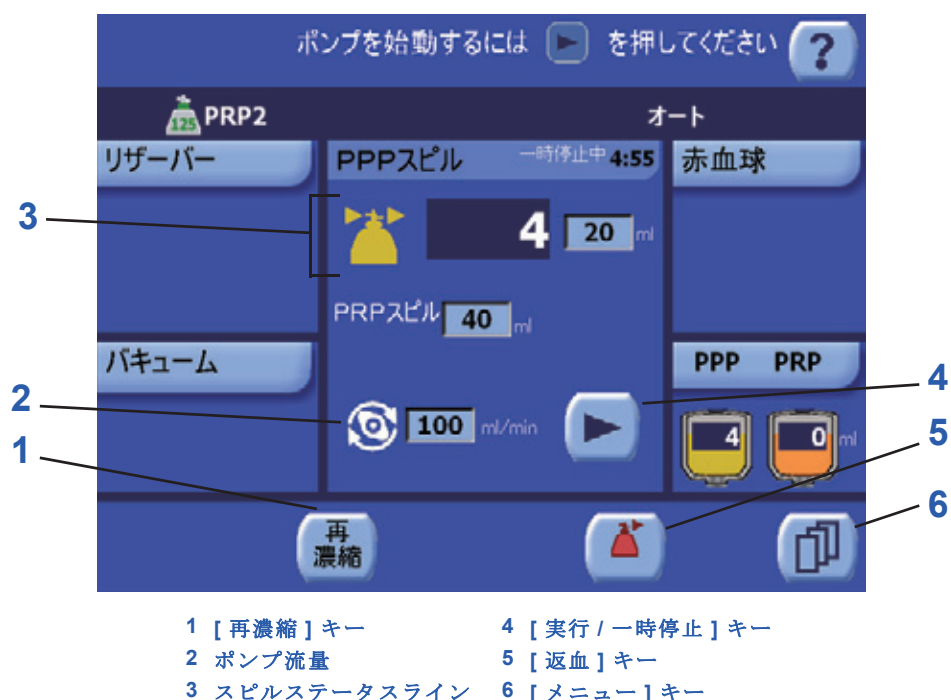 ポンプを始動するには ▶ を押してください ?
125 PRP2 オート
リザーバー
PPPスピル 一時停止中 4:55
赤血球
3
4 20 ml
PRPスピル 40 ml
バキューム
PPP PRP
4
2
100 ml/min
5
4 0 ml
1
6
再
濃縮
1 [ 再濃縮 ] キー
2 ポンプ流量
3 スピルステータスライン
4 [ 実行 / 一時停止 ] キー
5 [ 返血 ] キー
6 [ メニュー ] キー